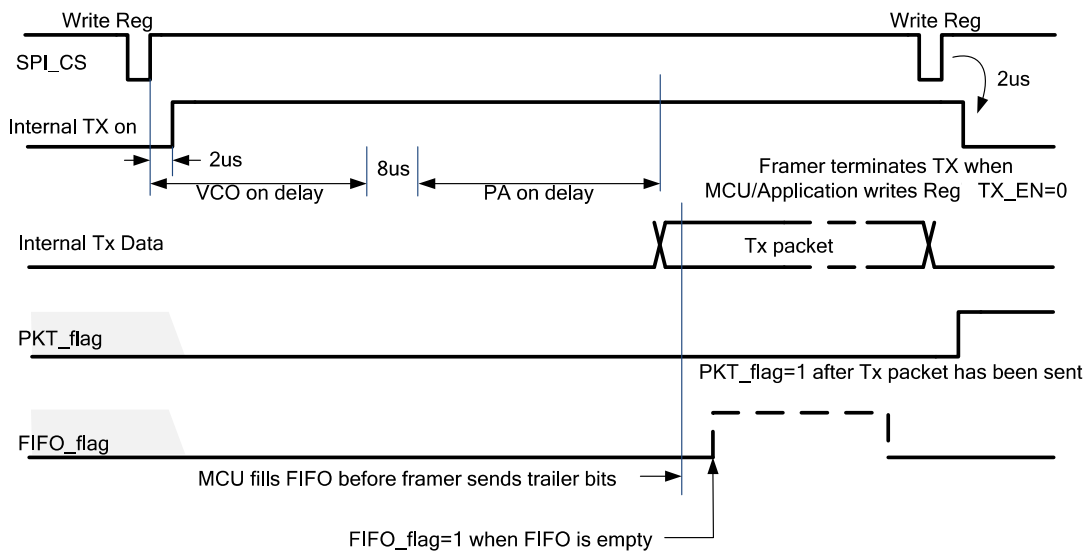 Write Reg
Write Reg
SPI_CS
2us
Internal TX on
2us
8us
VCO on delay
PA on delay
Framer terminates TX when
MCU/Application writes Reg TX_EN=0
Internal Tx Data
Tx packet
PKT_flag
PKT_flag=1 after Tx packet has been sent
FIFO_flag
MCU fills FIFO before framer sends trailer bits
FIFO_flag=1 when FIFO is empty